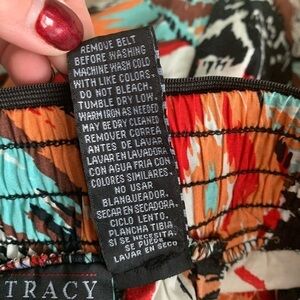 REMOVE BELT
BEFORE WASHING
MACHINE WASH COLD
WITH LIKE COLORS.
DO NOT BLEACH.
TUMBLE DRY LOW.
WARM IRON AS NEEDED
MAY BE DRY CLEANED
REMOVER CORREA
ANTES DE LAVAR.
LAVAR EN LAVADORA
CON AGUA FRIA CON
COLORES SIMILARES.
NO USAR
BLANQUEADOR.
SECAR EN SECADORA,
CICLO LENTO.
PLANCHA TIBIA
SI SE NECESITA.
SE PUEDE
LAVAR EN SECO
TRACY